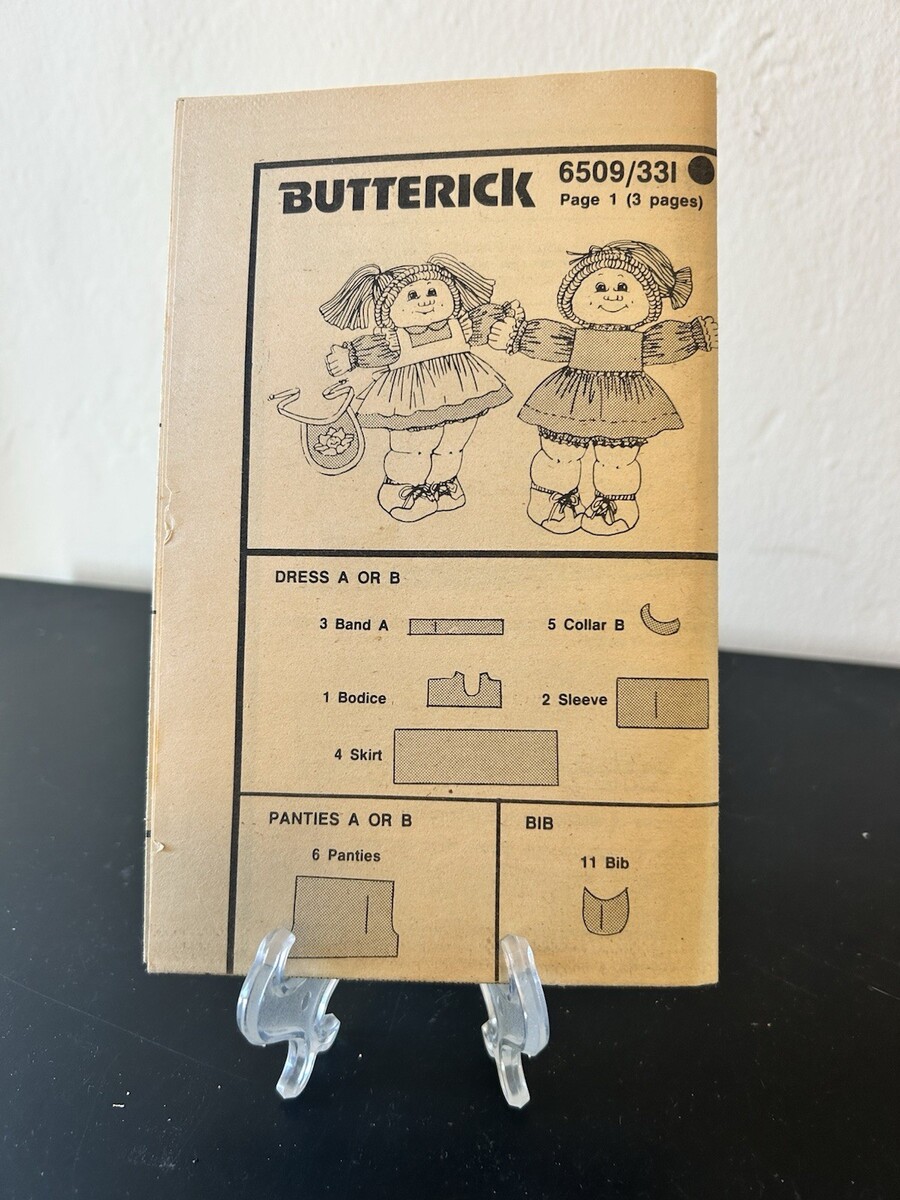 BUTTERICK
6509/331
Page 1 (3 pages)
DRESS A OR B
3 Band A
5 Collar B
1 Bodice
2 Sleeve
4 Skirt
PANTIES A OR B
6 Panties
BIB
11 Bib